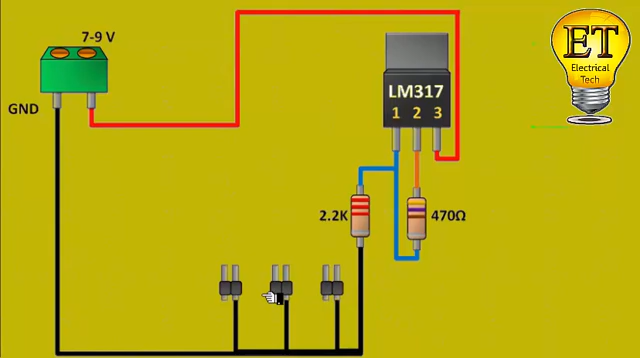 7-9 V
GND
LM317
1 2 3
2.2K
470Ω
ET
Electrical
Tech